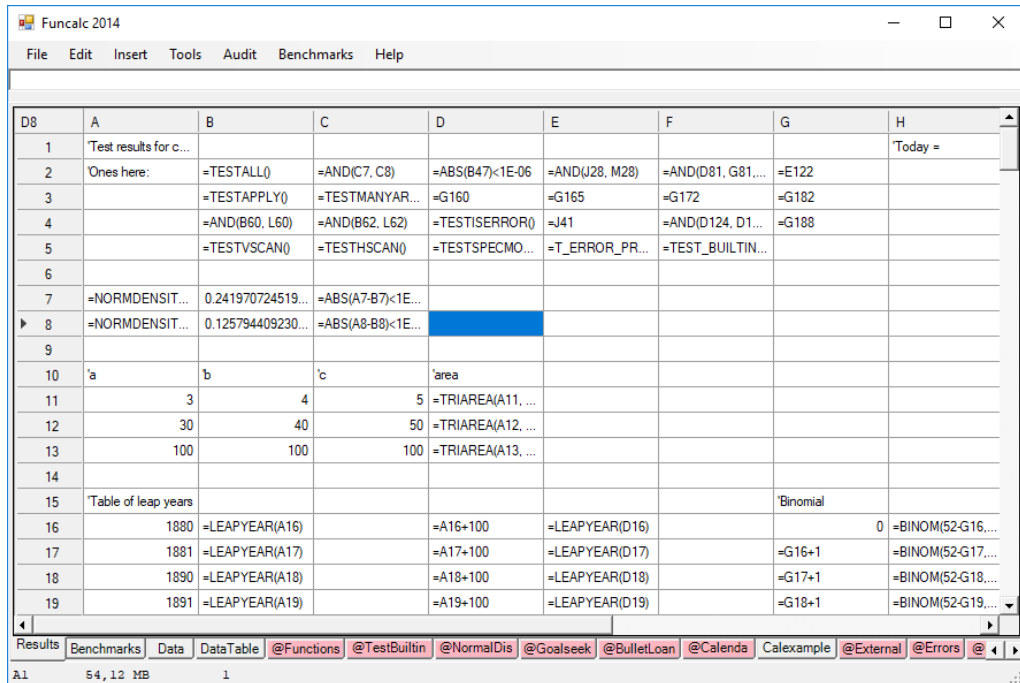 Funcalc 2014
File Edit Insert Tools Audit Benchmarks Help
D8 A B C D E F G H
1 'Test results for c... 'Today =
2 'Ones here: =TESTALL() =AND(C7, C8) =ABS(B47)<1E-06 =AND(J28, M28) =AND(D81, G81,... =E122
3 =TESTAPPLY() =TESTMANYAR... =G160 =G165 =G172 =G182
4 =AND(B60, L60) =AND(B62, L62) =TESTISERROR() =J41 =AND(D124, D1... =G188
5 =TESTVSCAN() =TESTHSCAN() =TESTSPECMO... =T_ERROR_PR... =TEST_BUILTIN...
6
7 =NORMDENSIT... 0.241970724519... =ABS(A7-B7)<1E...
8 =NORMDENSIT... 0.125794409230... =ABS(A8-B8)<1E...
9
10 'a 'b 'c 'area
11 3 4 5 =TRIAREA(A11, ...
12 30 40 50 =TRIAREA(A12, ...
13 100 100 100 =TRIAREA(A13, ...
14
15 'Table of leap years 'Binomial
16 1880 =LEAPYEAR(A16) =A16+100 =LEAPYEAR(D16) 0 =BINOM(52-G16,...
17 1881 =LEAPYEAR(A17) =A17+100 =LEAPYEAR(D17) =G16+1 =BINOM(52-G17,...
18 1890 =LEAPYEAR(A18) =A18+100 =LEAPYEAR(D18) =G17+1 =BINOM(52-G18,...
19 1891 =LEAPYEAR(A19) =A19+100 =LEAPYEAR(D19) =G18+1 =BINOM(52-G19,...
Results Benchmarks Data DataTable @Functions @TestBuiltin @NormalDis @Goalseek @BulletLoan @Calenda Calexample @External @Errors @
A1 54,12 MB 1